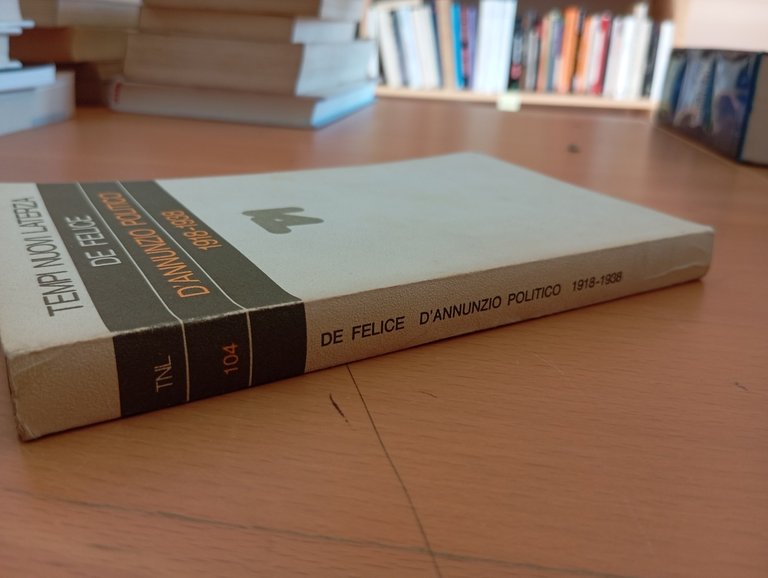 TEMPI NUOVI LATERZA
DE FELICE
D'ANNUNZIO POLITICO
1918-1938
TNL
104
DE FELICE D'ANNUNZIO POLITICO 1918-1938